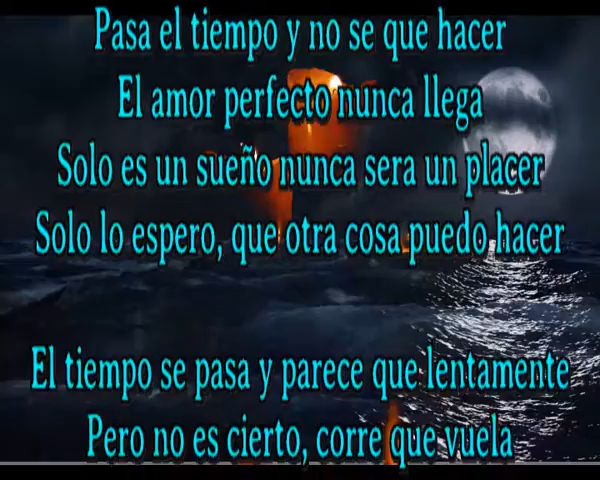 Pasa el tiempo y no se que hacer
El amor perfecto nunca llega
Solo es un sueño nunca sera un placer
Solo lo espero, que otra cosa puedo hacer
El tiempo se pasa y parece que lentamente
Pero no es cierto, corre que vuela